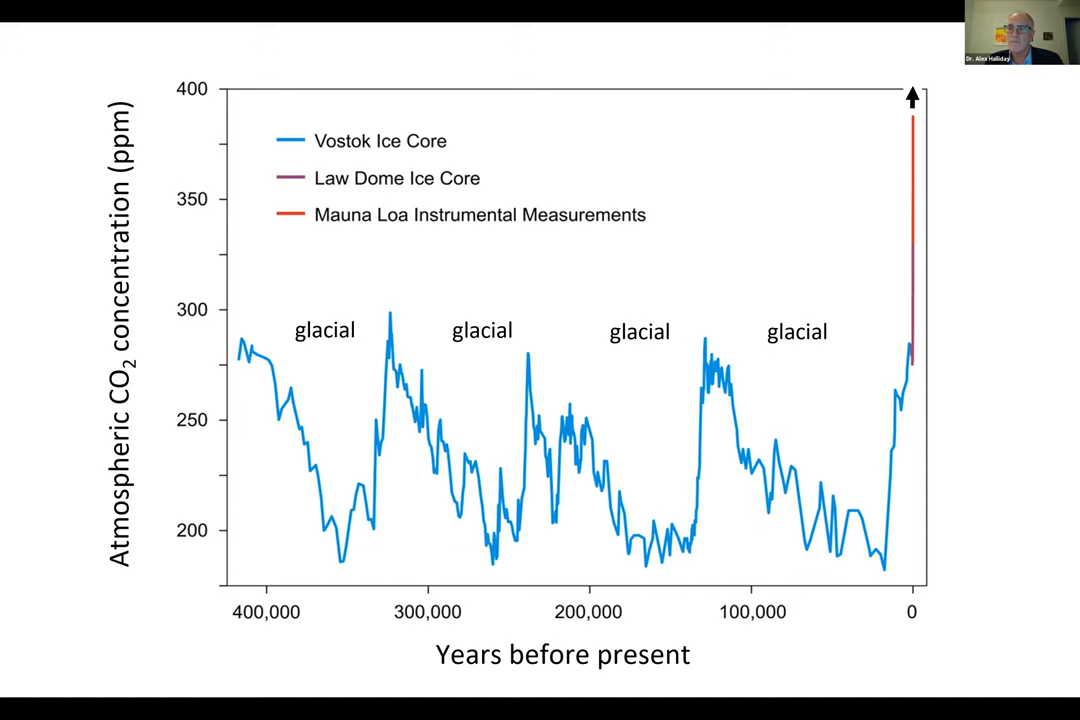 Dr. Alex Halliday
Atmospheric CO2 concentration (ppm)
400
350
300
250
200
Vostok Ice Core
Law Dome Ice Core
Mauna Loa Instrumental Measurements
glacial
glacial
glacial
glacial
400,000
300,000
200,000
100,000
0
Years before present